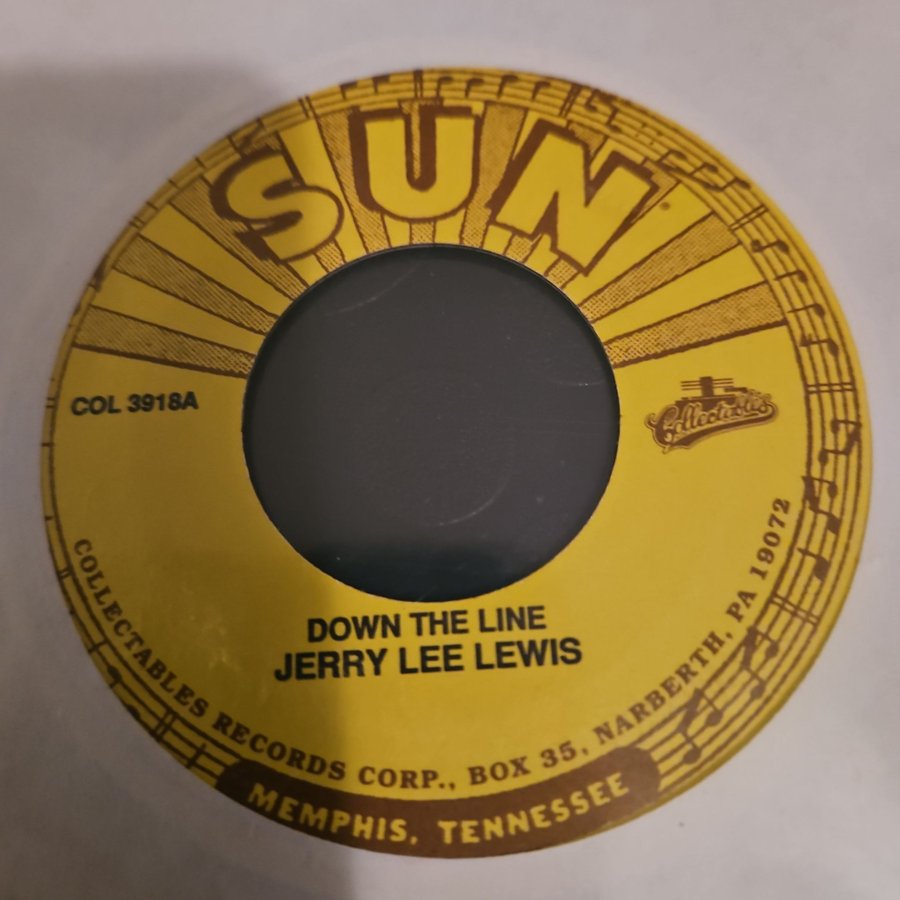 SUN
COL 3918A
Collectables
DOWN THE LINE
JERRY LEE LEWIS
COLLECTABLES RECORDS CORP., BOX 35, NARBERTH, PA 19072
MEMPHIS, TENNESSEE